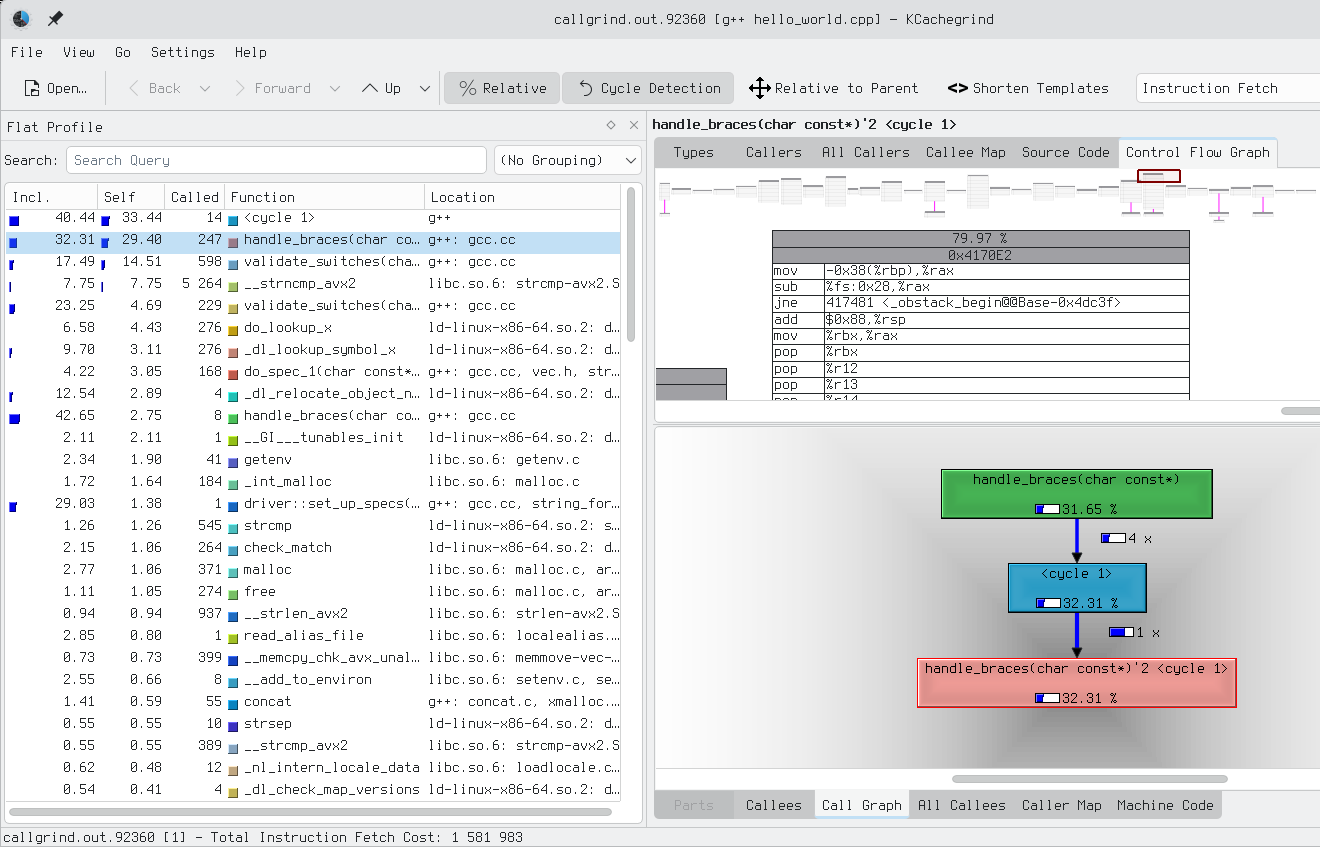 callgrind.out.92360 [g++ hello_world.cpp] — KCachegrind
File View Go Settings Help
Open... Back Forward Up % Relative Cycle Detection Relative to Parent <> Shorten Templates Instruction Fetch
Flat Profile
Search: Search Query (No Grouping)
Incl. Self Called Function Location
40.44 33.44 14 <cycle 1> g++
32.31 29.40 247 handle_braces(char co... g++: gcc.cc
17.49 14.51 598 validate_switches(cha... g++: gcc.cc
7.75 7.75 5 264 __strncmp_avx2 libc.so.6: strcmp-avx2.S
23.25 4.69 229 validate_switches(cha... g++: gcc.cc
6.58 4.43 276 do_lookup_x ld-linux-x86-64.so.2: d...
9.70 3.11 276 _dl_lookup_symbol_x ld-linux-x86-64.so.2: d...
4.22 3.05 168 do_spec_1(char const*... g++: gcc.cc, vec.h, str...
12.54 2.89 4 _dl_relocate_object_n... ld-linux-x86-64.so.2: d...
42.65 2.75 8 handle_braces(char co... g++: gcc.cc
2.11 2.11 1 __GI___tunables_init ld-linux-x86-64.so.2: d...
2.34 1.90 41 getenv libc.so.6: getenv.c
1.72 1.64 184 _int_malloc libc.so.6: malloc.c
29.03 1.38 1 driver::set_up_specs(... g++: gcc.cc, string_for...
1.26 1.26 545 strcmp ld-linux-x86-64.so.2: s...
2.15 1.06 264 check_match ld-linux-x86-64.so.2: d...
2.77 1.06 371 malloc libc.so.6: malloc.c, ar...
1.11 1.05 274 free libc.so.6: malloc.c, ar...
0.94 0.94 937 __strlen_avx2 libc.so.6: strlen-avx2.S
2.85 0.80 1 read_alias_file libc.so.6: localealias....
0.73 0.73 399 __memcpy_chk_avx_unal... libc.so.6: memmove-vec-...
2.55 0.66 8 __add_to_environ libc.so.6: setenv.c, se...
1.41 0.59 55 concat g++: concat.c, xmalloc....
0.55 0.55 10 strsep ld-linux-x86-64.so.2: d...
0.55 0.55 389 __strcmp_avx2 libc.so.6: strcmp-avx2.S
0.62 0.48 12 _nl_intern_locale_data libc.so.6: loadlocale.c...
0.54 0.41 4 _dl_check_map_versions ld-linux-x86-64.so.2: d...
handle_braces(char const*)'2 <cycle 1>
Types Callers All Callers Callee Map Source Code Control Flow Graph
79.97 %
0x4170E2
mov -0x38(%rbp),%rax
sub %fs:0x28,%rax
jne 417481 <_obstack_begin@@Base-0x4dc3f>
add $0x88,%rsp
mov %rbx,%rax
pop %rbx
pop %r12
pop %r13
pop %r14
handle_braces(char const*)
31.65 %
4 x
<cycle 1>
32.31 %
1 x
handle_braces(char const*)'2 <cycle 1>
32.31 %
Parts Callees Call Graph All Callees Caller Map Machine Code
callgrind.out.92360 [1] - Total Instruction Fetch Cost: 1 581 983